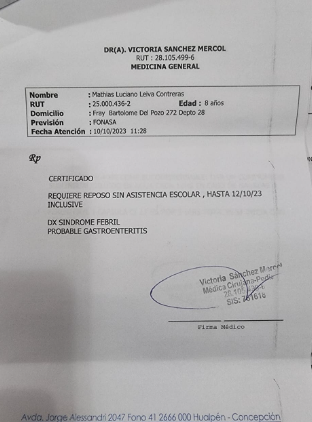 DR(A). VICTORIA SANCHEZ MERCOL
RUT : 28.105.499-6
MEDICINA GENERAL
Nombre : Mathias Luciano Leiva Contreras
RUT : 25.000.436-2 Edad : 8 años
Domicilio : Fray Bartolome Del Pozo 272 Depto 28
Previsión : FONASA
Fecha Atención : 10/10/2023 11:28
Rp
CERTIFICADO
REQUIERE REPOSO SIN ASISTENCIA ESCOLAR , HASTA 12/10/23
INCLUSIVE
DX SINDROME FEBRIL
PROBABLE GASTROENTERITIS
Victoria Sánchez Mercol
Médica Cirujano
SIS:
Firma Médico
Avda. Jorge Alessandri 2047 Fono 41 2666 000 Hualpén - Concepción